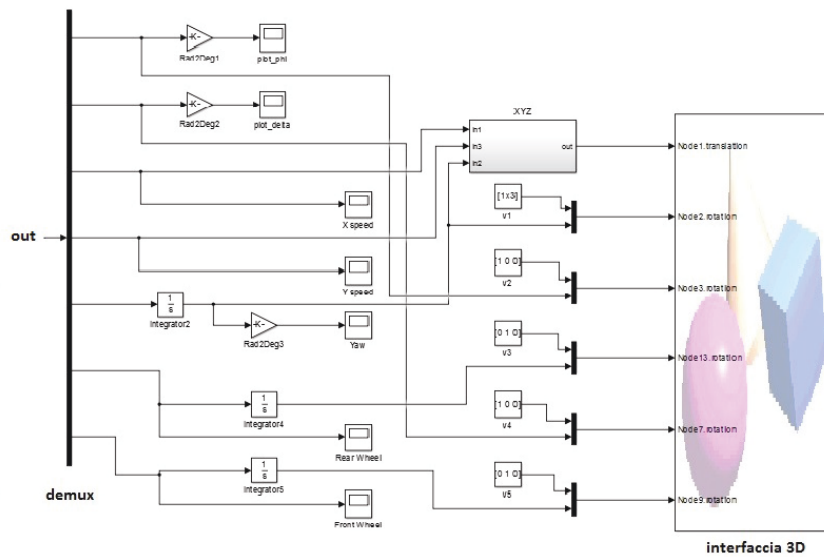 -K-
Rad2Deg1
plot_phi
-K-
Rad2Deg2
plot_delta
XYZ
In1
In3
In2
out
Node1.translation
X speed
[1x3]
v1
Node2.rotation
out
Y speed
[1 0 0]
v2
Node3.rotation
1
s
Integrator2
-K-
Rad2Deg3
Yaw
[0 1 0]
v3
Node13.rotation
1
s
Integrator4
Rear Wheel
[1 0 0]
v4
Node7.rotation
1
s
Integrator5
Front Wheel
[0 1 0]
v5
Node9.rotation
demux
interfaccia 3D